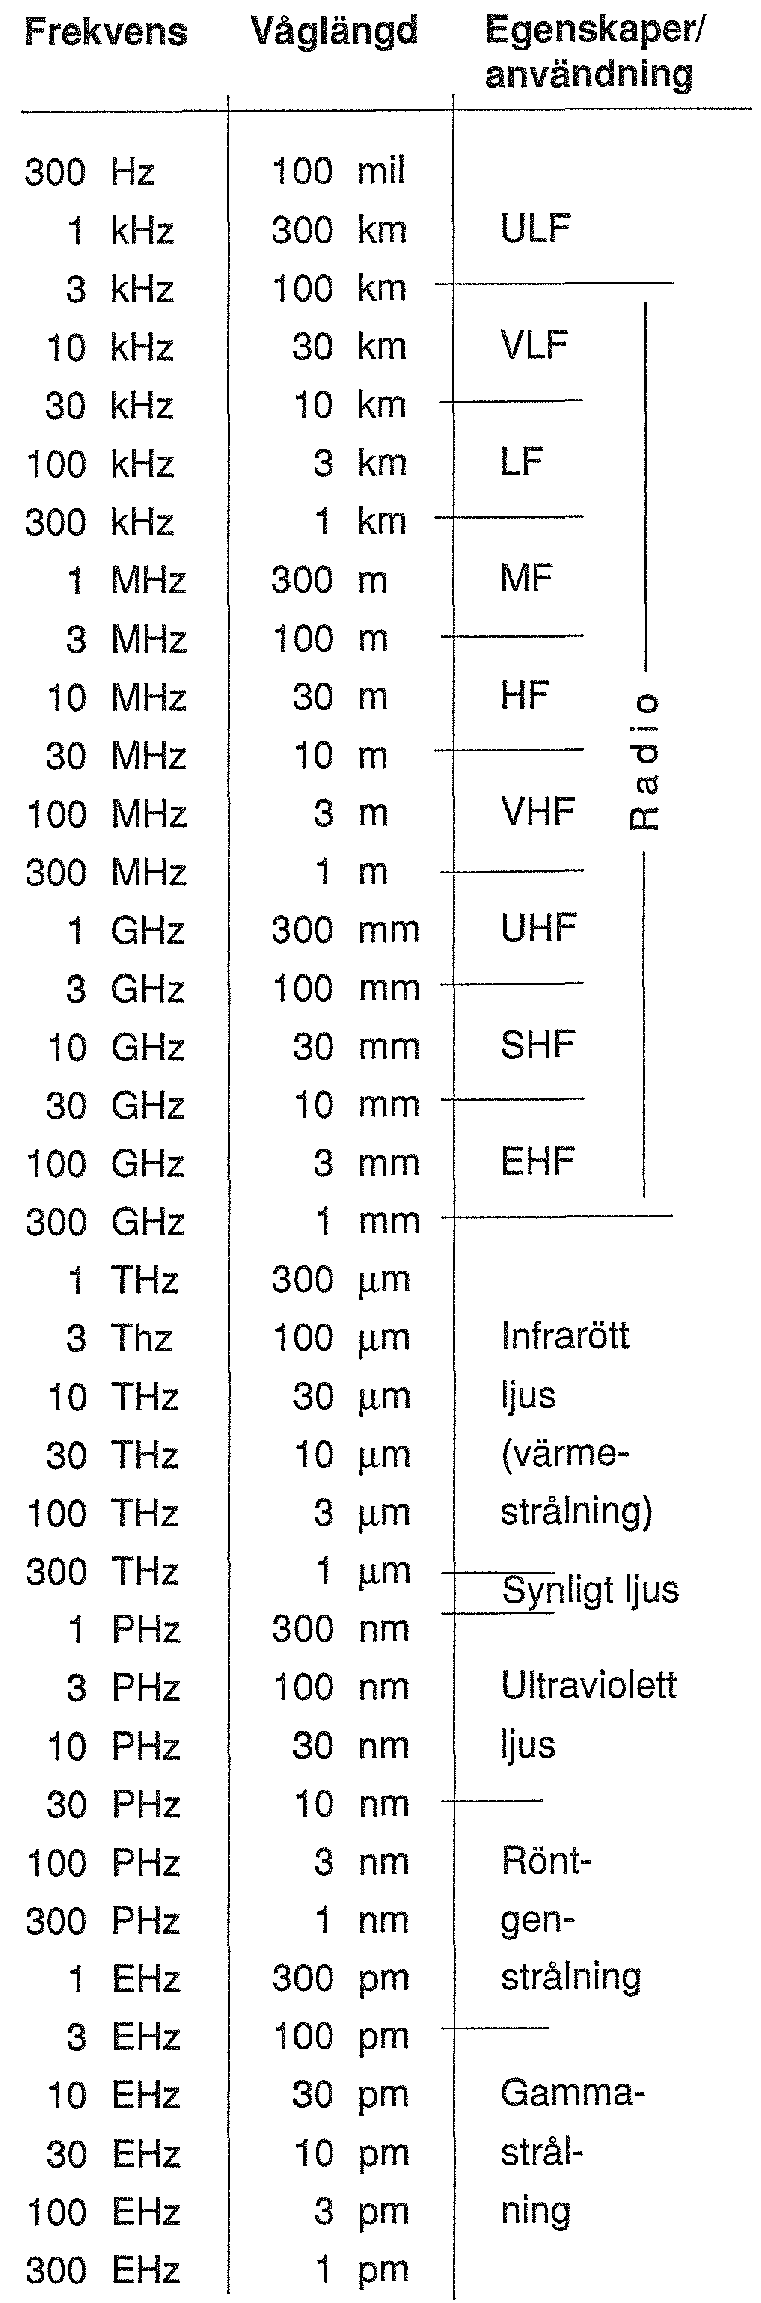 Frekvens Våglängd Egenskaper/
användning
300 Hz 100 mil
1 kHz 300 km ULF
3 kHz 100 km
10 kHz 30 km VLF
30 kHz 10 km
100 kHz 3 km LF
300 kHz 1 km
1 MHz 300 m MF
3 MHz 100 m
10 MHz 30 m HF
30 MHz 10 m
Radio
100 MHz 3 m VHF
300 MHz 1 m
1 GHz 300 mm UHF
3 GHz 100 mm
10 GHz 30 mm SHF
30 GHz 10 mm
100 GHz 3 mm EHF
300 GHz 1 mm
1 THz 300 μm
3 Thz 100 μm Infrarött
10 THz 30 μm ljus
30 THz 10 μm (värme-
100 THz 3 μm strålning)
300 THz 1 μm
Synligt ljus
1 PHz 300 nm
3 PHz 100 nm Ultraviolett
10 PHz 30 nm ljus
30 PHz 10 nm
100 PHz 3 nm Rönt-
300 PHz 1 nm gen-
1 EHz 300 pm strålning
3 EHz 100 pm
10 EHz 30 pm Gamma-
30 EHz 10 pm strål-
100 EHz 3 pm ning
300 EHz 1 pm